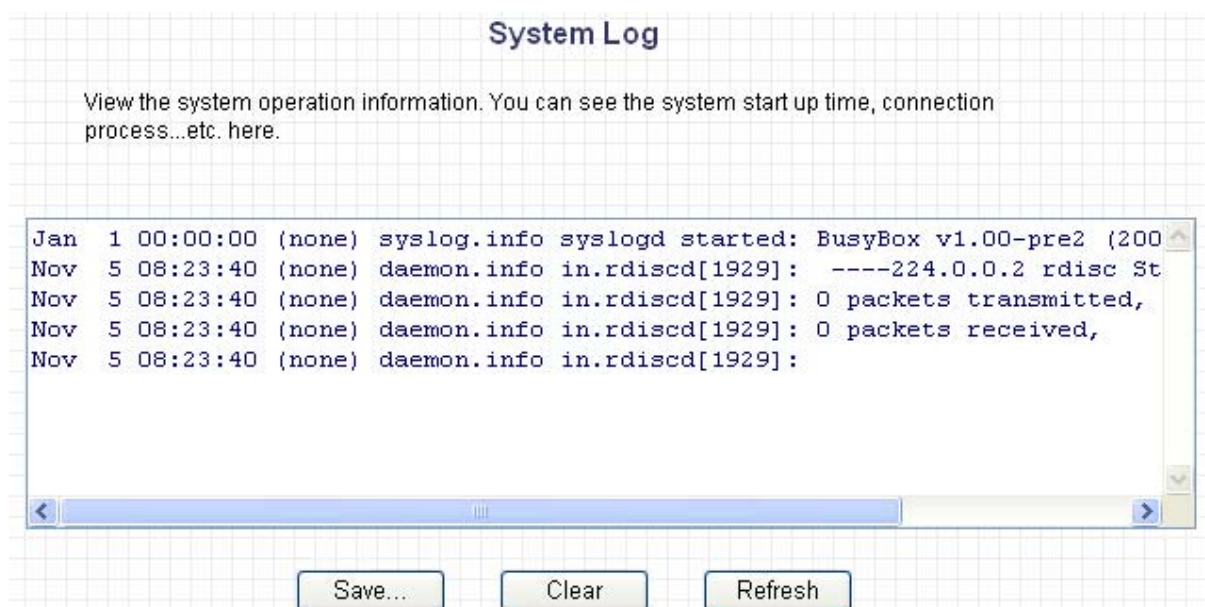 System Log
View the system operation information. You can see the system start up time, connection
process...etc. here.
Jan  1 00:00:00 (none) syslog.info syslogd started: BusyBox v1.00-pre2 (200
Nov  5 08:23:40 (none) daemon.info in.rdiscd[1929]:  ----224.0.0.2 rdisc St
Nov  5 08:23:40 (none) daemon.info in.rdiscd[1929]: 0 packets transmitted,
Nov  5 08:23:40 (none) daemon.info in.rdiscd[1929]: 0 packets received,
Nov  5 08:23:40 (none) daemon.info in.rdiscd[1929]:
Save... Clear Refresh